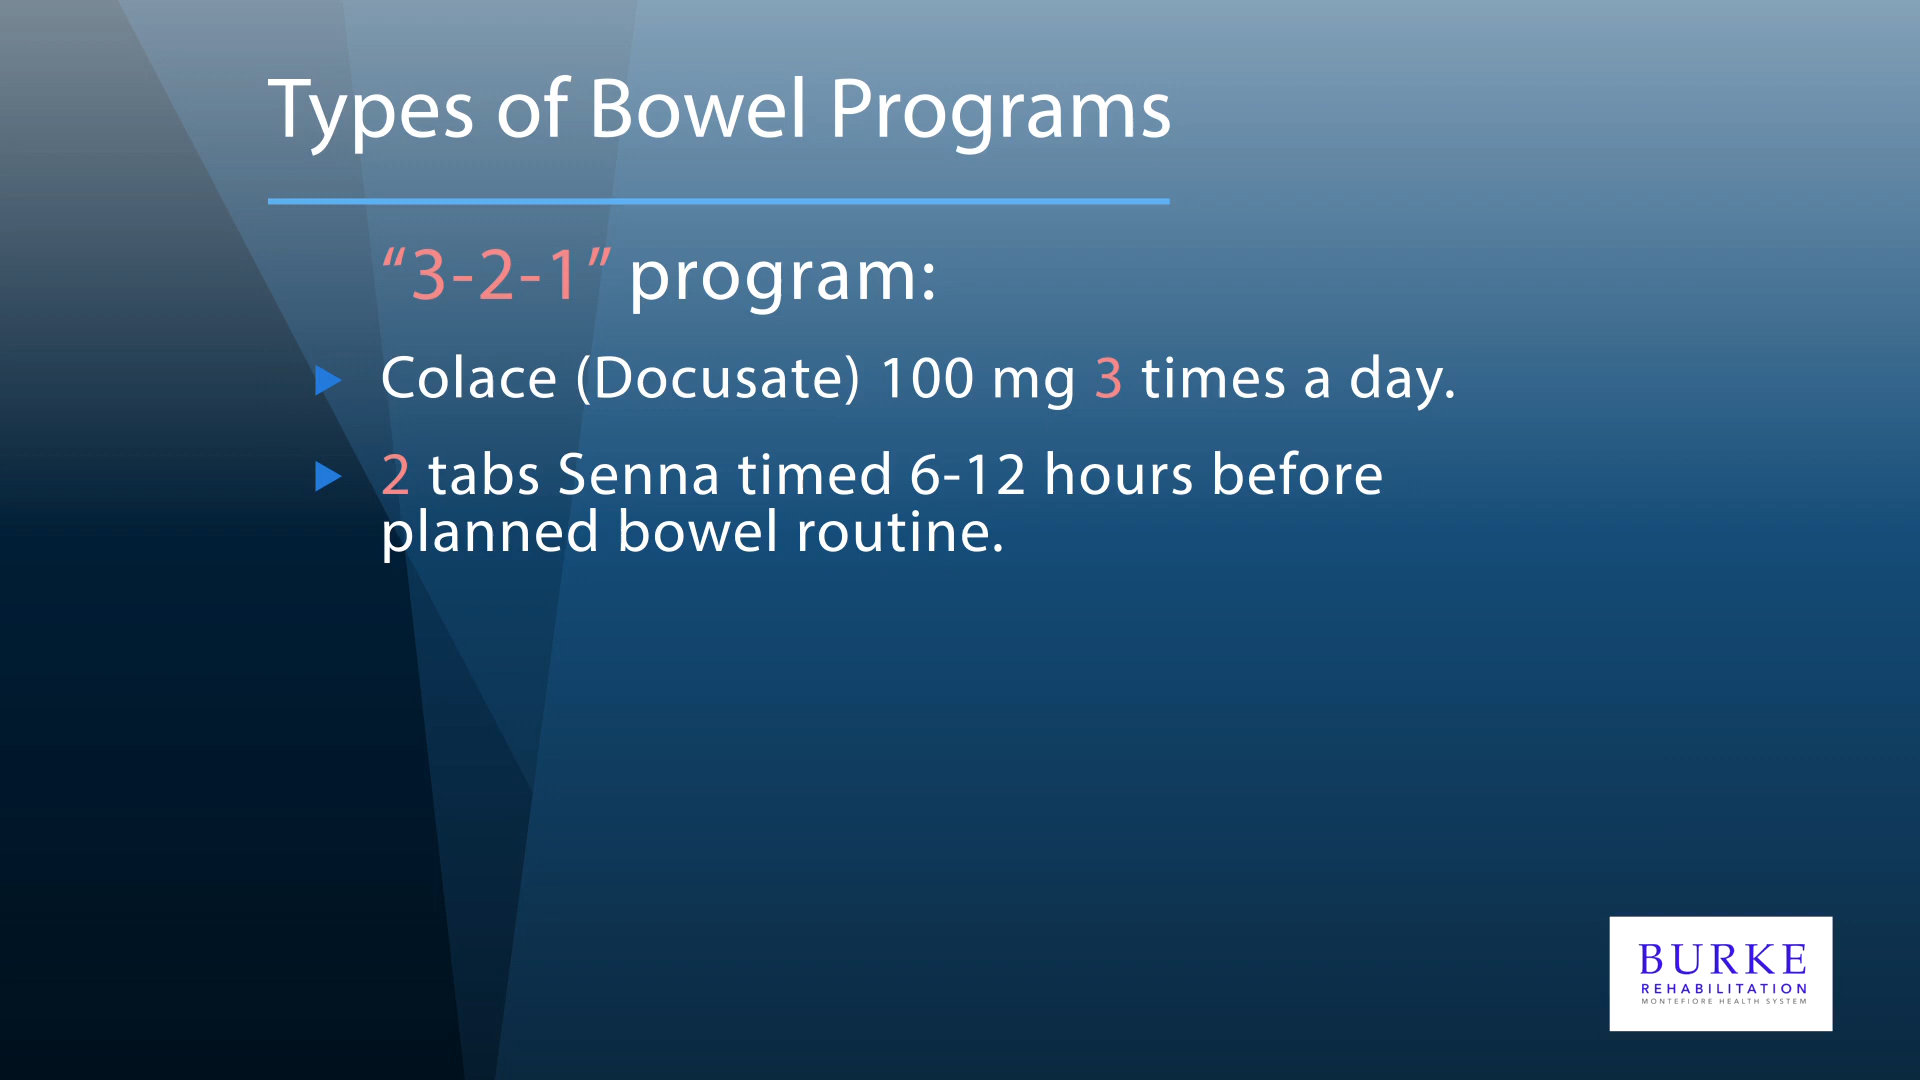 Types of Bowel Programs
“3-2-1” program:
Colace (Docusate) 100 mg 3 times a day.
2 tabs Senna timed 6-12 hours before
planned bowel routine.
BURKE
REHABILITATION
MONTEFIORE HEALTH SYSTEM